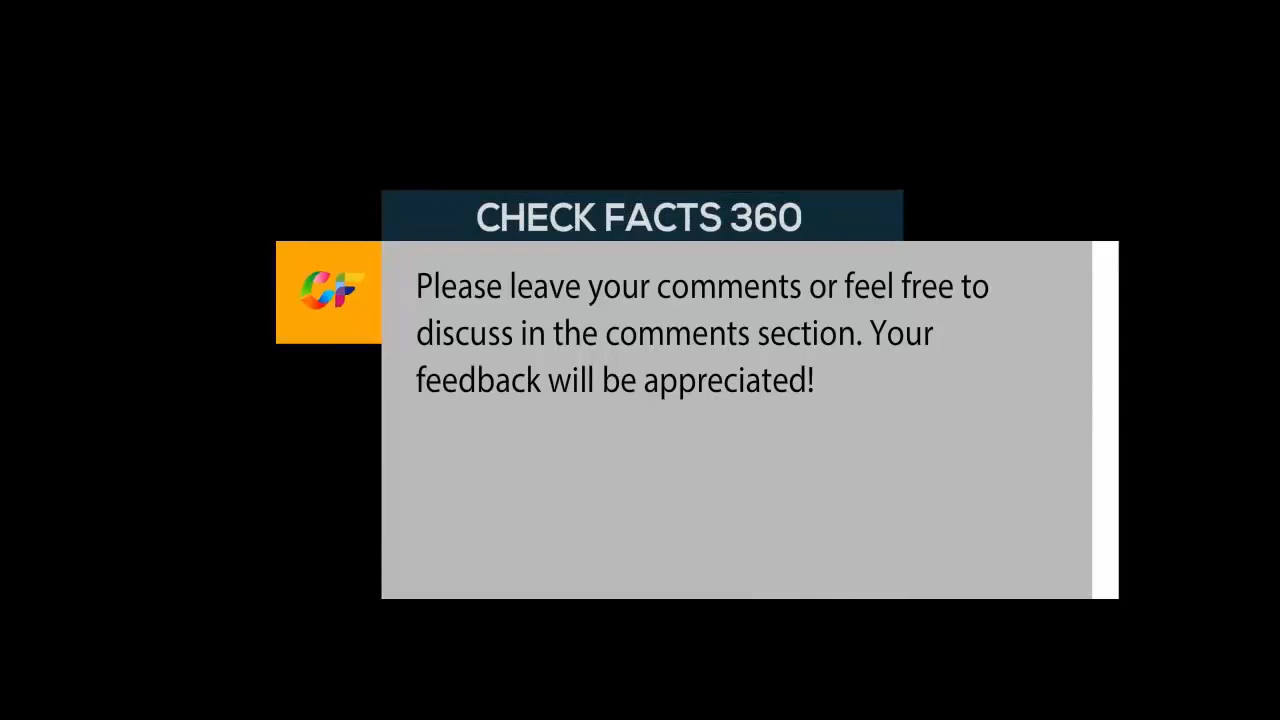 CHECK FACTS 360
CF
Please leave your comments or feel free to
discuss in the comments section. Your
feedback will be appreciated!